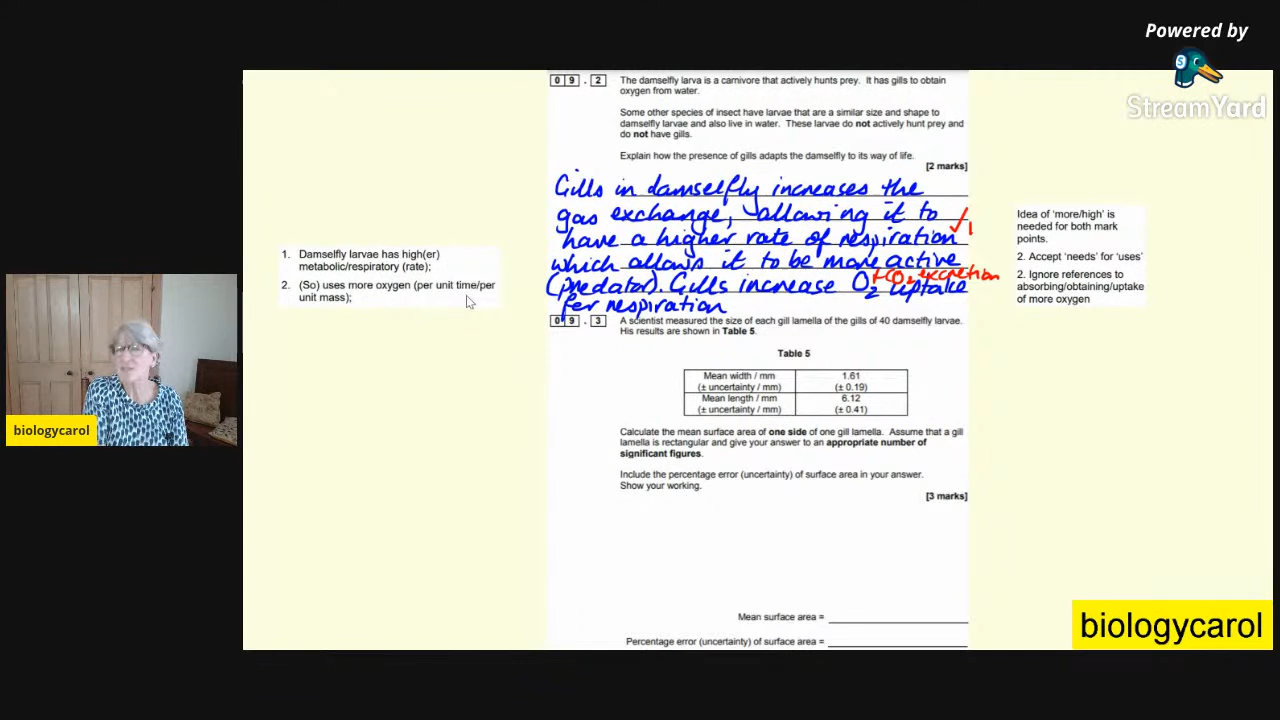 Powered by
StreamYard
0 9 . 2 The damselfly larva is a carnivore that actively hunts prey. It has gills to obtain
oxygen from water.
Some other species of insect have larvae that are a similar size and shape to
damselfly larvae and also live in water. These larvae do not actively hunt prey and
do not have gills.
Explain how the presence of gills adapts the damselfly to its way of life.
[2 marks]
Gills in damselfly increases the
gas exchange, allowing it to
have a higher rate of respiration ✓1
which allows it to be more active
+CO2 excretion
(predator). Gills increase O2 uptake
fer respiration
1. Damselfly larvae has high(er)
metabolic/respiratory (rate);
2. (So) uses more oxygen (per unit time/per
unit mass);
Idea of 'more/high' is
needed for both mark
points.
2. Accept 'needs' for 'uses'
2. Ignore references to
absorbing/obtaining/uptake
of more oxygen
0 9 . 3 A scientist measured the size of each gill lamella of the gills of 40 damselfly larvae.
His results are shown in Table 5.
Table 5
Mean width / mm 1.61
(± uncertainty / mm) (± 0.19)
Mean length / mm 6.12
(± uncertainty / mm) (± 0.41)
Calculate the mean surface area of one side of one gill lamella. Assume that a gill
lamella is rectangular and give your answer to an appropriate number of
significant figures.
Include the percentage error (uncertainty) of surface area in your answer.
Show your working.
[3 marks]
Mean surface area =
Percentage error (uncertainty) of surface area =
biologycarol
biologycarol